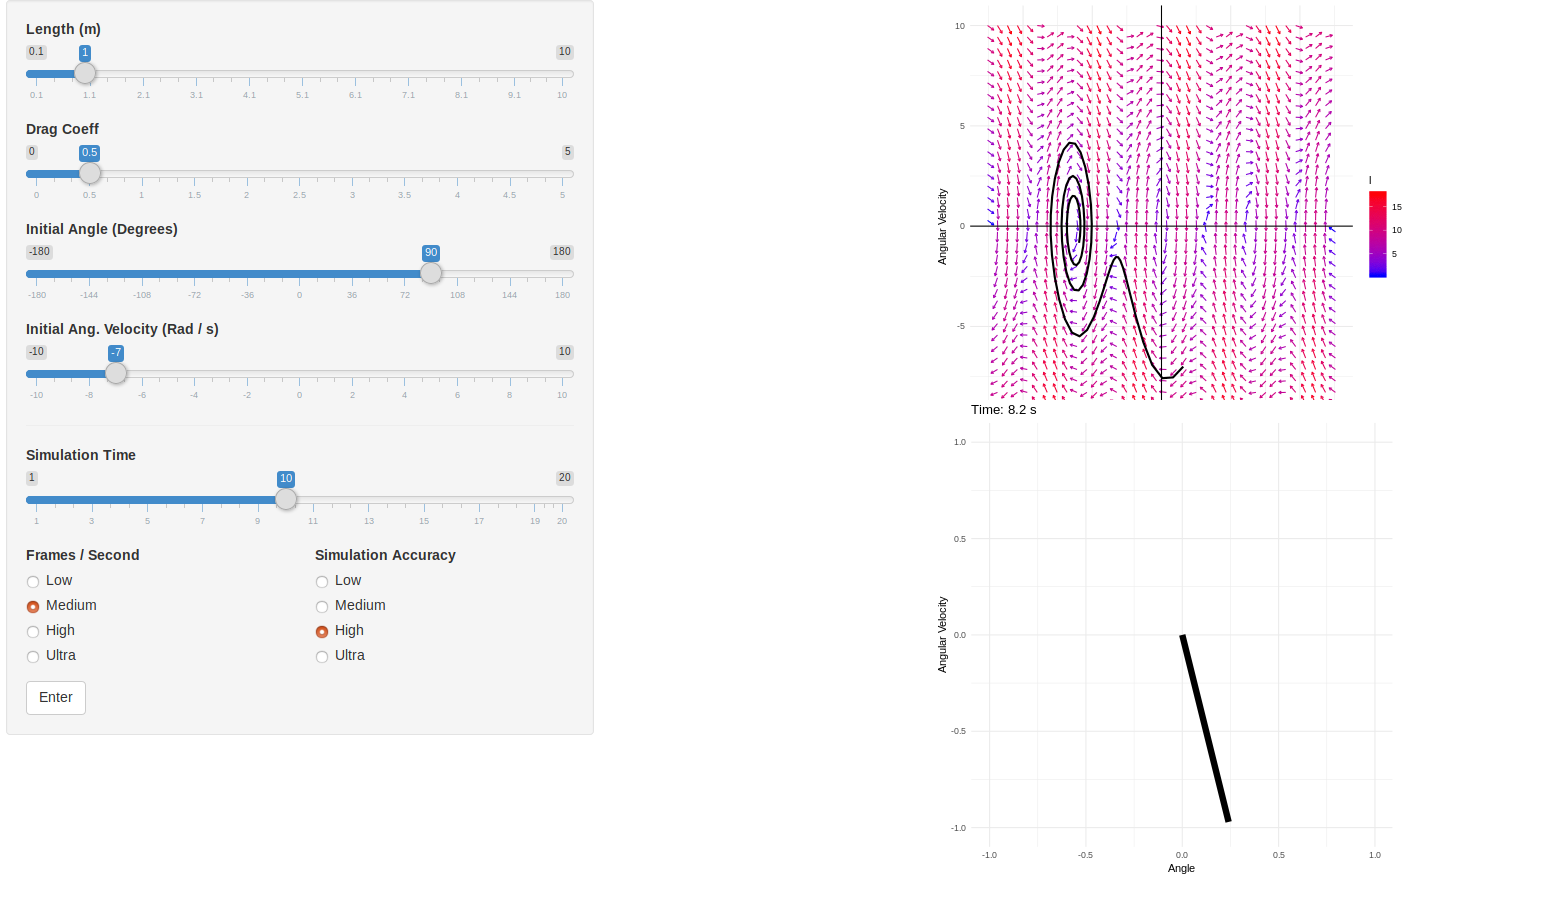 Length (m)
0.1 1 10
0.1 1.1 2.1 3.1 4.1 5.1 6.1 7.1 8.1 9.1 10
Drag Coeff
0 0.5 5
0 0.5 1 1.5 2 2.5 3 3.5 4 4.5 5
Initial Angle (Degrees)
-180 90 180
-180 -144 -108 -72 -36 0 36 72 108 144 180
Initial Ang. Velocity (Rad / s)
-10 -7 10
-10 -8 -6 -4 -2 0 2 4 6 8 10
Simulation Time
1 10 20
1 3 5 7 9 11 13 15 17 19 20
Frames / Second
Low
Medium
High
Ultra
Simulation Accuracy
Low
Medium
High
Ultra
Enter
10
5
0
-5
Angular Velocity
l
15
10
5
Time: 8.2 s
1.0
0.5
0.0
-0.5
-1.0
Angular Velocity
-1.0 -0.5 0.0 0.5 1.0
Angle